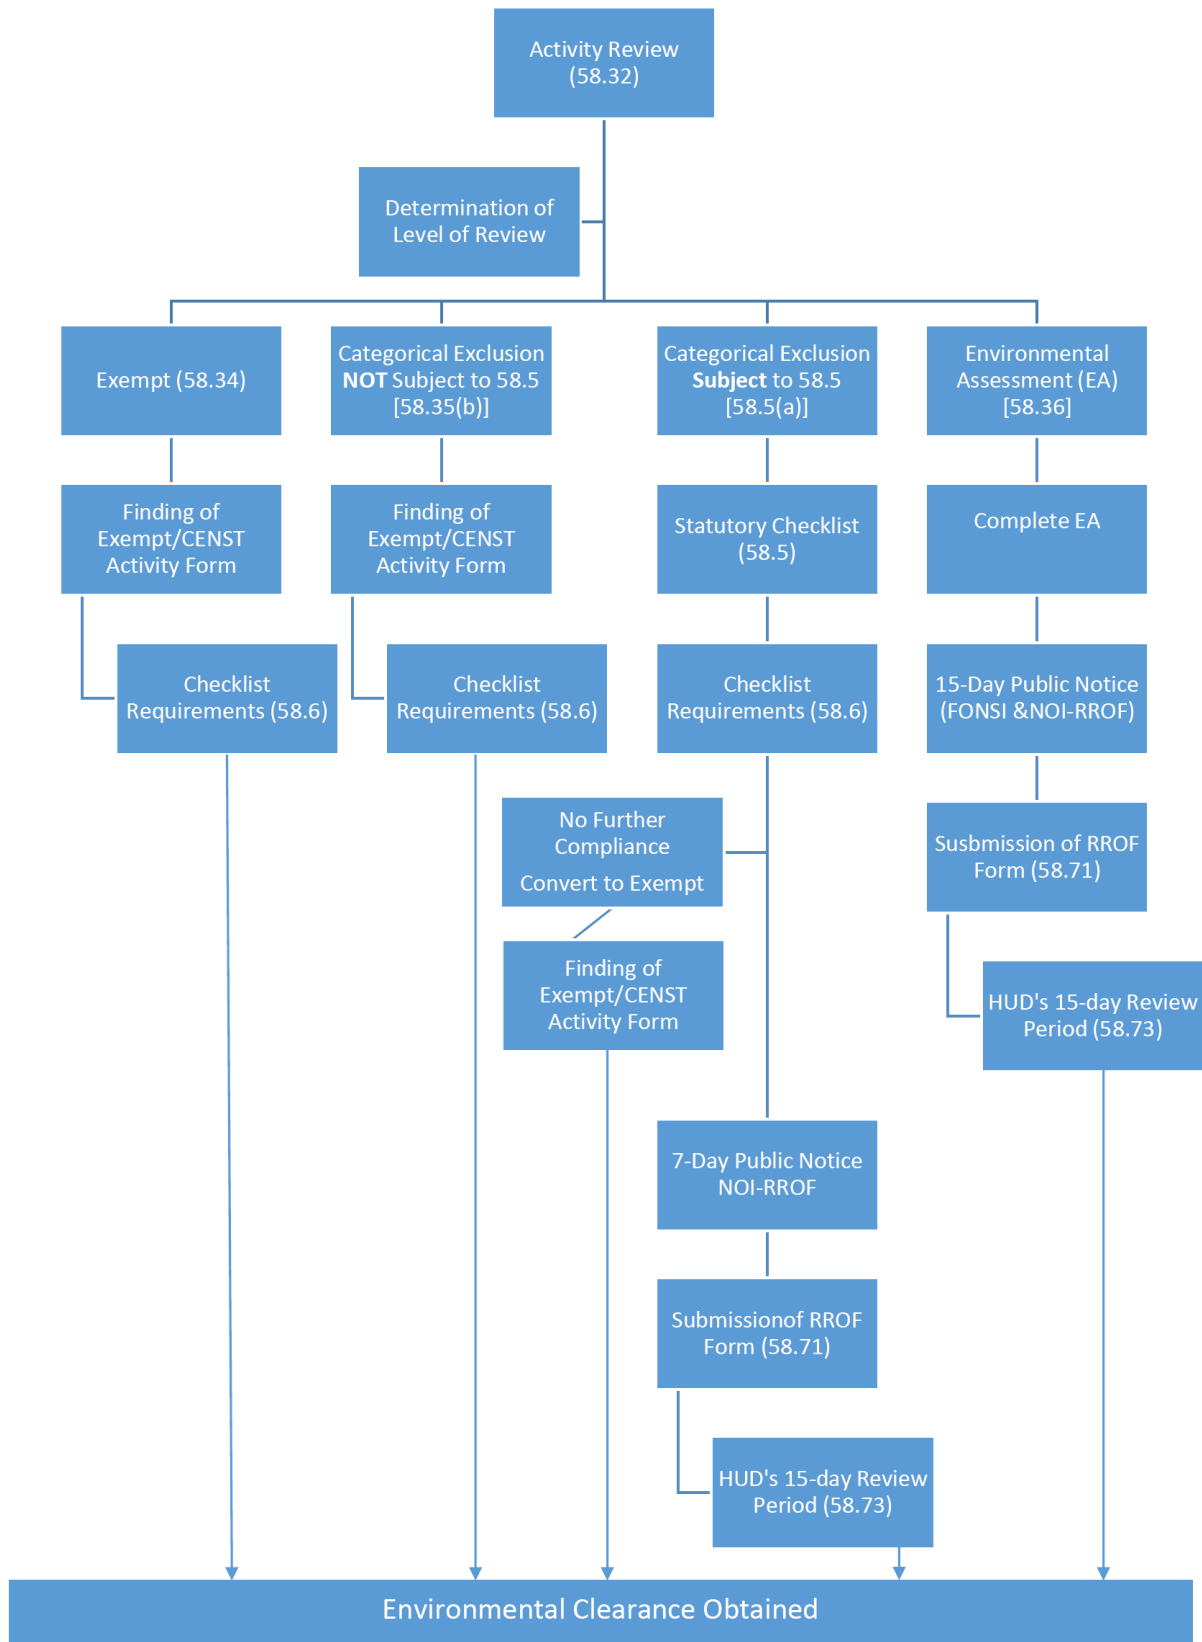 Activity Review
(58.32)
Determination of
Level of Review
Exempt (58.34)
Categorical Exclusion
NOT Subject to 58.5
[58.35(b)]
Categorical Exclusion
Subject to 58.5
[58.5(a)]
Environmental
Assessment (EA)
[58.36]
Finding of
Exempt/CENST
Activity Form
Finding of
Exempt/CENST
Activity Form
Statutory Checklist
(58.5)
Complete EA
Checklist
Requirements (58.6)
Checklist
Requirements (58.6)
Checklist
Requirements (58.6)
15-Day Public Notice
(FONSI &NOI-RROF)
No Further
Compliance
Convert to Exempt
Susbmission of RROF
Form (58.71)
Finding of
Exempt/CENST
Activity Form
HUD's 15-day Review
Period (58.73)
7-Day Public Notice
NOI-RROF
Submissionof RROF
Form (58.71)
HUD's 15-day Review
Period (58.73)
Environmental Clearance Obtained